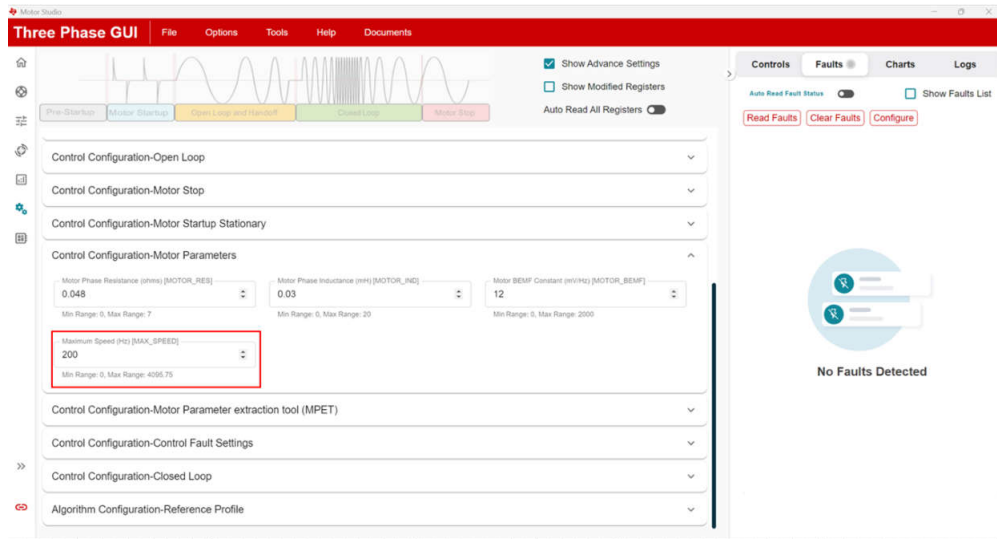 Motor Studio
Three Phase GUI File Options Tools Help Documents
Show Advance Settings
Show Modified Registers
Auto Read All Registers
Pre-Startup Motor Startup Open Loop and Handoff Closed Loop Motor Stop
Control Configuration-Open Loop
Control Configuration-Motor Stop
Control Configuration-Motor Startup Stationary
Control Configuration-Motor Parameters
Motor Phase Resistance (ohms) [MOTOR_RES]
0.048
Min Range: 0, Max Range: 7
Motor Phase Inductance (mH) [MOTOR_IND]
0.03
Min Range: 0, Max Range: 20
Motor BEMF Constant (mV/Hz) [MOTOR_BEMF]
12
Min Range: 0, Max Range: 2000
Maximum Speed (Hz) [MAX_SPEED]
200
Min Range: 0, Max Range: 4095.75
Control Configuration-Motor Parameter extraction tool (MPET)
Control Configuration-Control Fault Settings
Control Configuration-Closed Loop
Algorithm Configuration-Reference Profile
Controls Faults Charts Logs
Auto Read Fault Status Show Faults List
Read Faults Clear Faults Configure
No Faults Detected